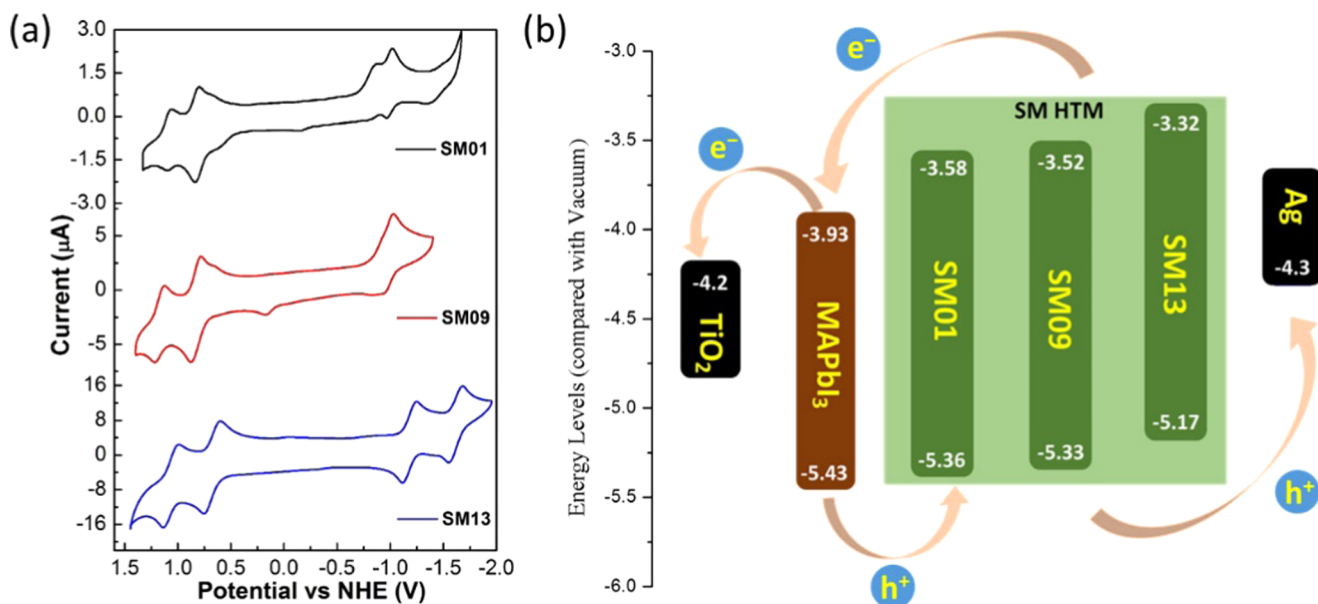 (a)
3.0
1.5
0.0
-1.5
-3.0
5
0
-5
16
8
0
-8
-16
Current (μA)
SM01
SM09
SM13
1.5 1.0 0.5 0.0 -0.5 -1.0 -1.5 -2.0
Potential vs NHE (V)
(b)
-3.0
-3.5
-4.0
-4.5
-5.0
-5.5
-6.0
Energy Levels (compared with Vacuum)
e⁻
e⁻
SM HTM
-4.2
TiO₂
-3.93
MAPbI₃
-5.43
-3.58
SM01
-5.36
-3.52
SM09
-5.33
-3.32
SM13
-5.17
Ag
-4.3
h⁺
h⁺